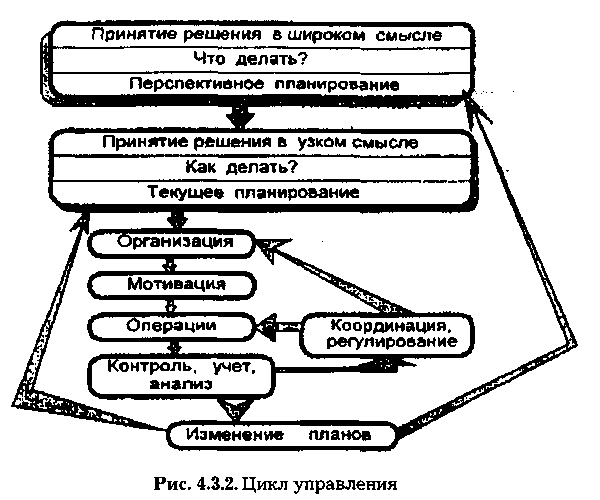 Принятие решения в широком смысле
Что делать?
Перспективное планирование
Принятие решения в узком смысле
Как делать?
Текущее планирование
Организация
Мотивация
Операции
Координация,
регулирование
Контроль, учет,
анализ
Изменение планов
Рис. 4.3.2. Цикл управления